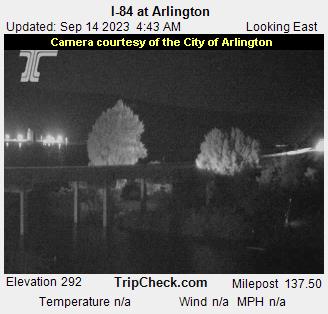 I-84 at Arlington
Updated: Sep 14 2023 4:43 AM Looking East
Camera courtesy of the City of Arlington
Elevation 292 TripCheck.com Milepost 137.50
Temperature n/a Wind n/a MPH n/a